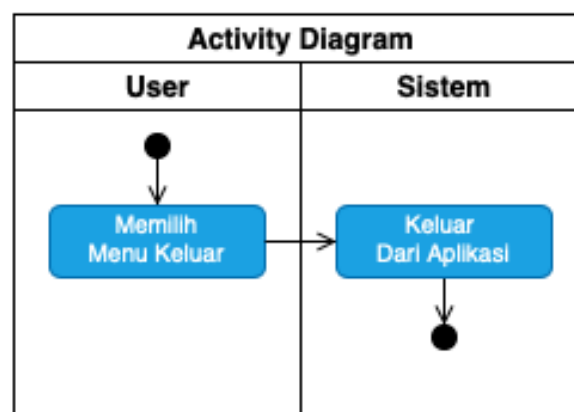 Activity Diagram
User
Sistem
Memilih
Menu Keluar
Keluar
Dari Aplikasi